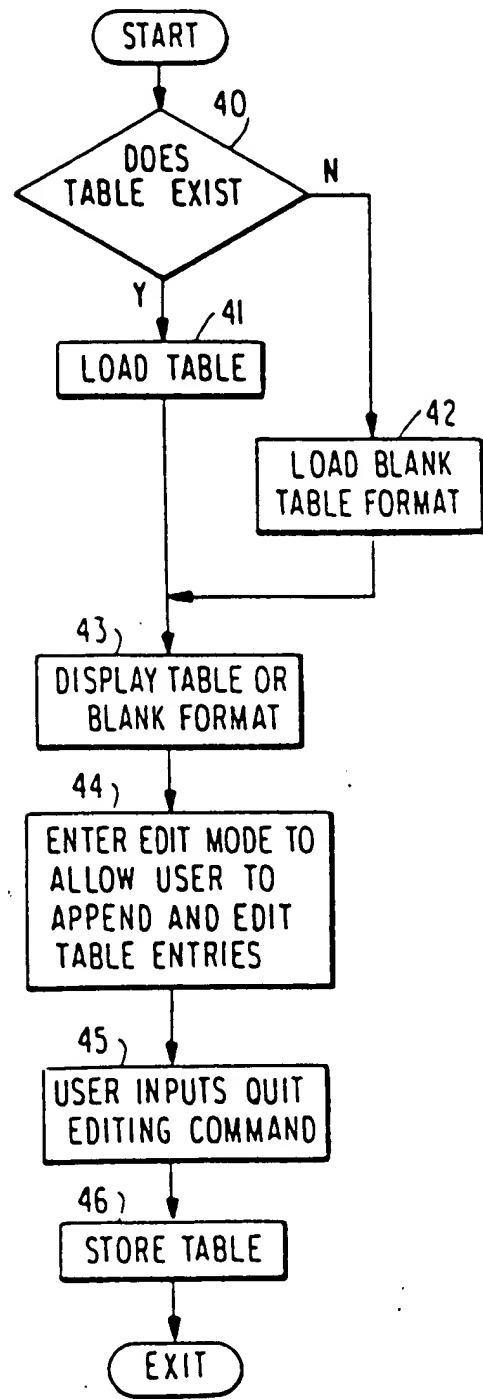 START
40
DOES
TABLE EXIST
N
Y
41
LOAD TABLE
42
LOAD BLANK
TABLE FORMAT
43
DISPLAY TABLE OR
BLANK FORMAT
44
ENTER EDIT MODE TO
ALLOW USER TO
APPEND AND EDIT
TABLE ENTRIES
45
USER INPUTS QUIT
EDITING COMMAND
46
STORE TABLE
EXIT